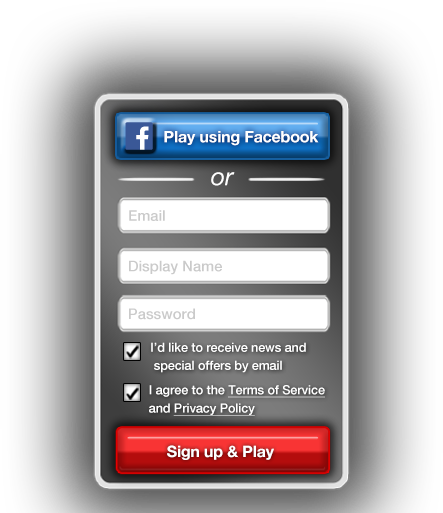 f Play using Facebook
or
Email
Display Name
Password
I'd like to receive news and
special offers by email
I agree to the Terms of Service
and Privacy Policy
Sign up & Play